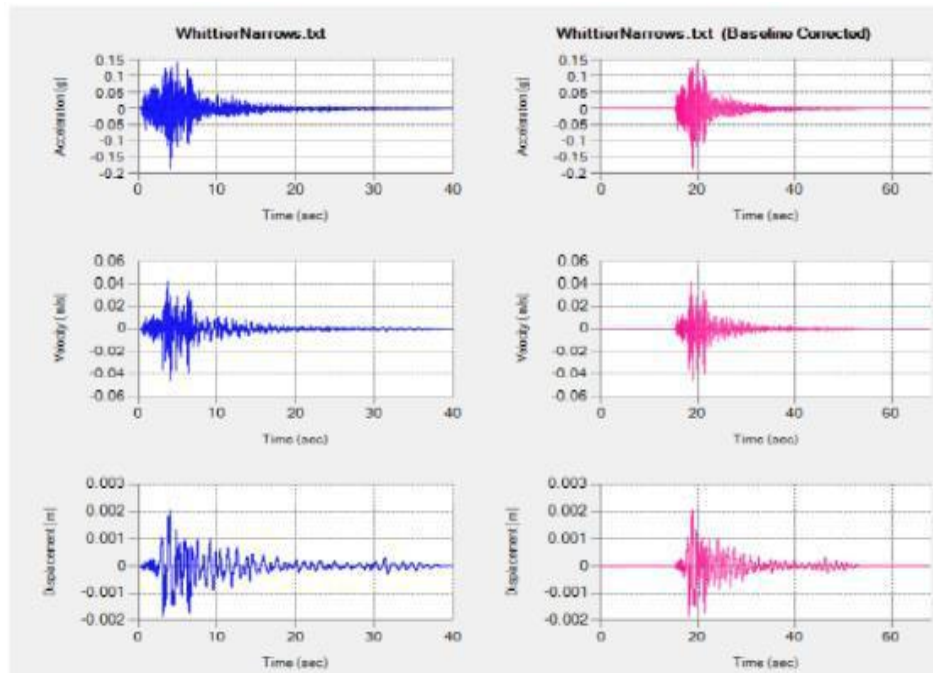 WhittierNarrows.txt
Acceleration [g]
0.15
0.1
0.05
0
-0.05
-0.1
-0.15
-0.2
0 10 20 30 40
Time (sec)
Velocity [m/s]
0.06
0.04
0.02
0
-0.02
-0.04
-0.06
0 10 20 30 40
Time (sec)
Displacement [m]
0.003
0.002
0.001
0
-0.001
-0.002
0 10 20 30 40
Time (sec)
WhittierNarrows.txt (Baseline Corrected)
Acceleration [g]
0.15
0.1
0.05
0
-0.05
-0.1
-0.15
-0.2
0 20 40 60
Time (sec)
Velocity [m/s]
0.06
0.04
0.02
0
-0.02
-0.04
-0.06
0 20 40 60
Time (sec)
Displacement [m]
0.003
0.002
0.001
0
-0.001
-0.002
0 20 40 60
Time (sec)